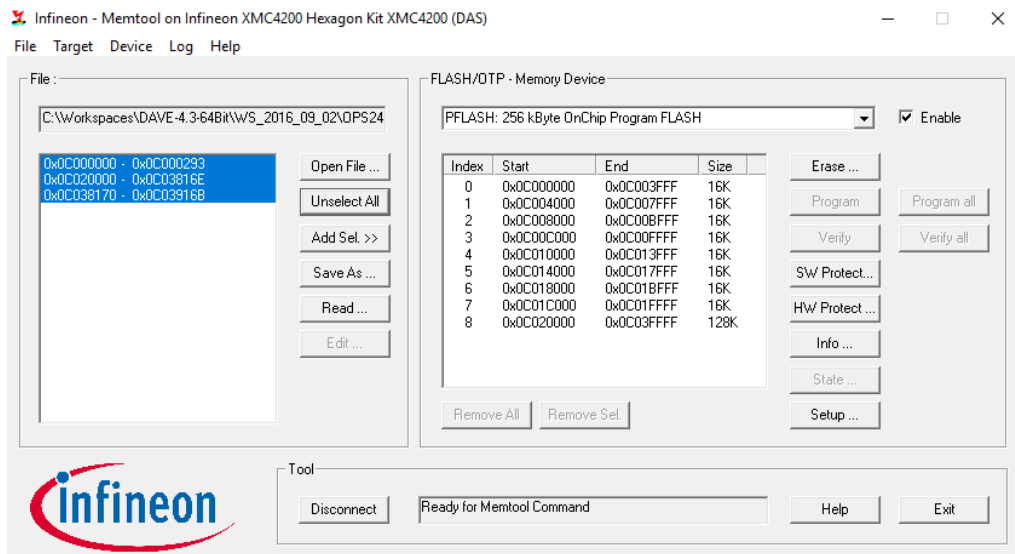 Infineon - Memtool on Infineon XMC4200 Hexagon Kit XMC4200 (DAS)
File Target Device Log Help
File :
C:\Workspaces\DAVE-4.3-64Bit\WS_2016_09_02\OPS24
0x0C000000 - 0x0C000293
0x0C020000 - 0x0C03816E
0x0C038170 - 0x0C03916B
Open File ...
Unselect All
Add Sel. >>
Save As ...
Read ...
Edit ...
FLASH/OTP - Memory Device
PFLASH: 256 kByte OnChip Program FLASH
Enable
Index Start End Size
0 0x0C000000 0x0C003FFF 16K
1 0x0C004000 0x0C007FFF 16K
2 0x0C008000 0x0C00BFFF 16K
3 0x0C00C000 0x0C00FFFF 16K
4 0x0C010000 0x0C013FFF 16K
5 0x0C014000 0x0C017FFF 16K
6 0x0C018000 0x0C01BFFF 16K
7 0x0C01C000 0x0C01FFFF 16K
8 0x0C020000 0x0C03FFFF 128K
Remove All Remove Sel.
Erase ...
Program Program all
Verify Verify all
SW Protect...
HW Protect ...
Info ...
State ...
Setup ...
infineon
Tool
Disconnect Ready for Memtool Command Help Exit